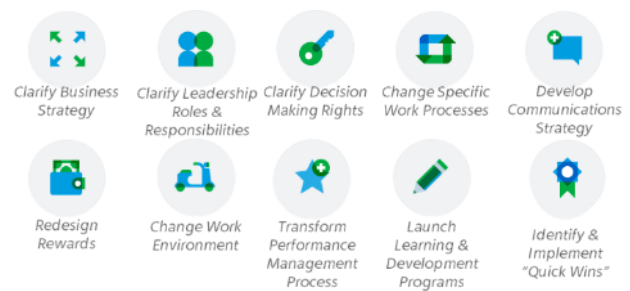 Clarify Business
Strategy
Clarify Leadership
Roles &
Responsibilities
Clarify Decision
Making Rights
Change Specific
Work Processes
Develop
Communications
Strategy
Redesign
Rewards
Change Work
Environment
Transform
Performance
Management
Process
Launch
Learning &
Development
Programs
Identify &
Implement
“Quick Wins”